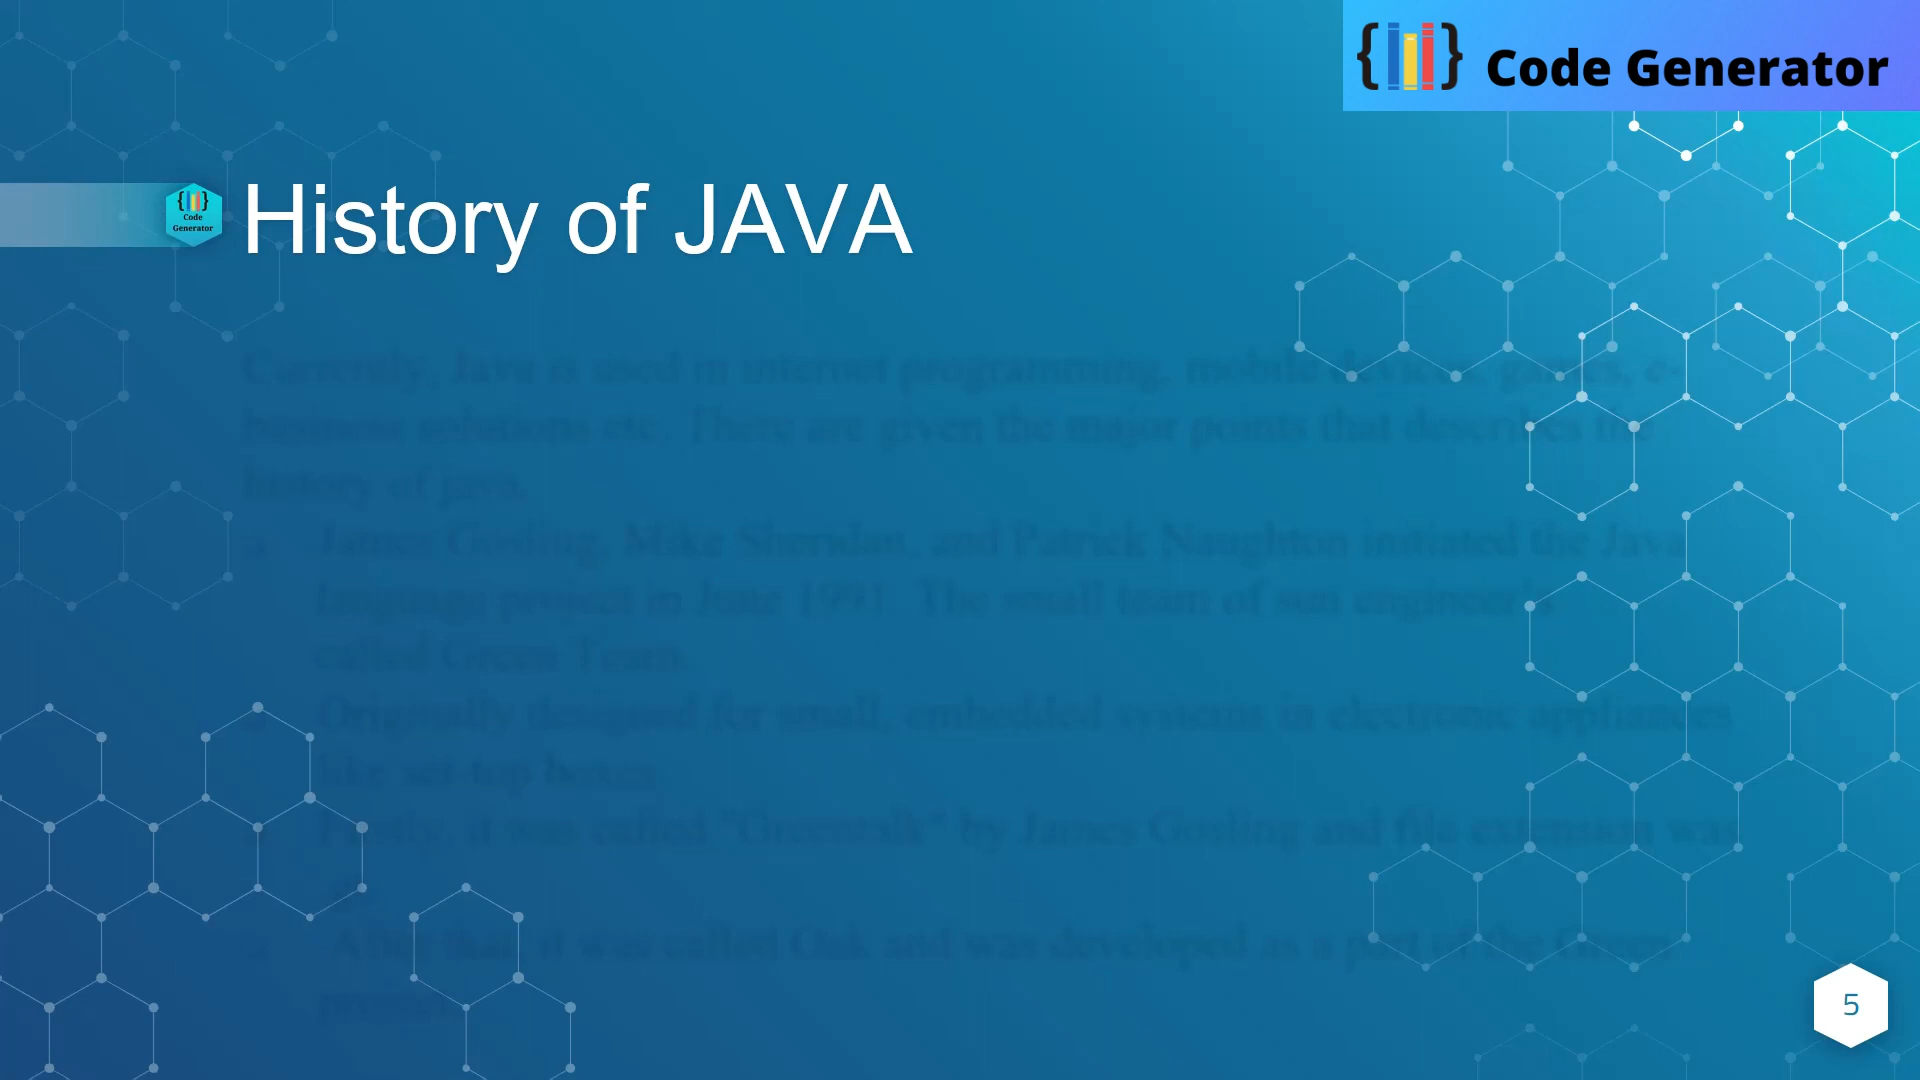 Code Generator
Code
Generator
History of JAVA
Currently, Java is used in internet programming, mobile devices, games, e-
business solutions etc. There are given the major points that describes the
history of java.
James Gosling, Mike Sheridan, and Patrick Naughton initiated the Java
language project in June 1991. The small team of sun engineer's
called Green Team.
Originally designed for small, embedded systems in electronic appliances
like set-top boxes.
Firstly, it was called "Greentalk" by James Gosling and file extension was
After that, it was called Oak and was developed as a part of the Green
5